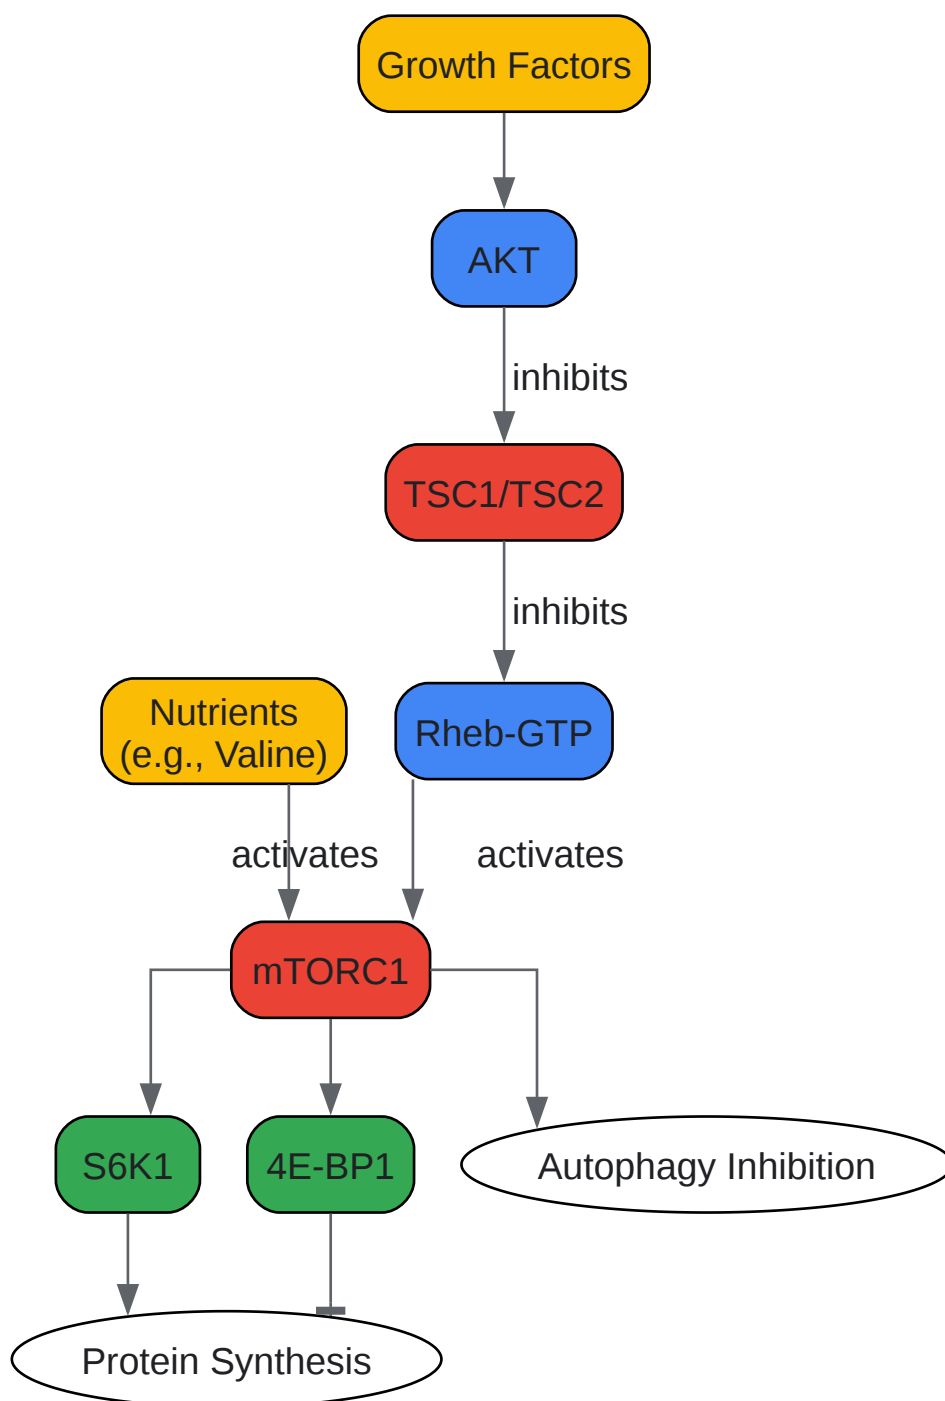 Growth Factors
AKT
inhibits
TSC1/TSC2
inhibits
Nutrients
(e.g., Valine)
Rheb-GTP
activates
activates
mTORC1
S6K1
4E-BP1
Autophagy Inhibition
Protein Synthesis